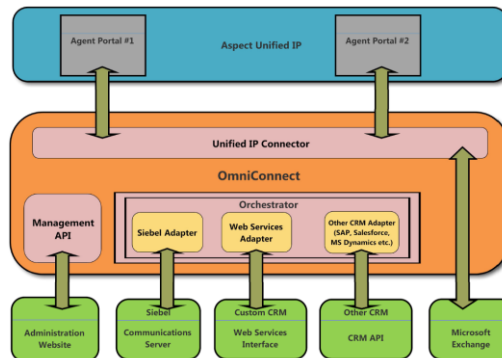 Agent Portal #1
Agent Portal #2
Aspect Unified IP
Unified IP Connector
OmniConnect
Orchestrator
Management
API
Siebel Adapter
Web Services
Adapter
Other CRM Adapter
(SAP, Salesforce,
MS Dynamics etc.)
Administration
Website
Siebel
Communications
Server
Custom CRM
Web Services
Interface
Other CRM
CRM API
Microsoft
Exchange